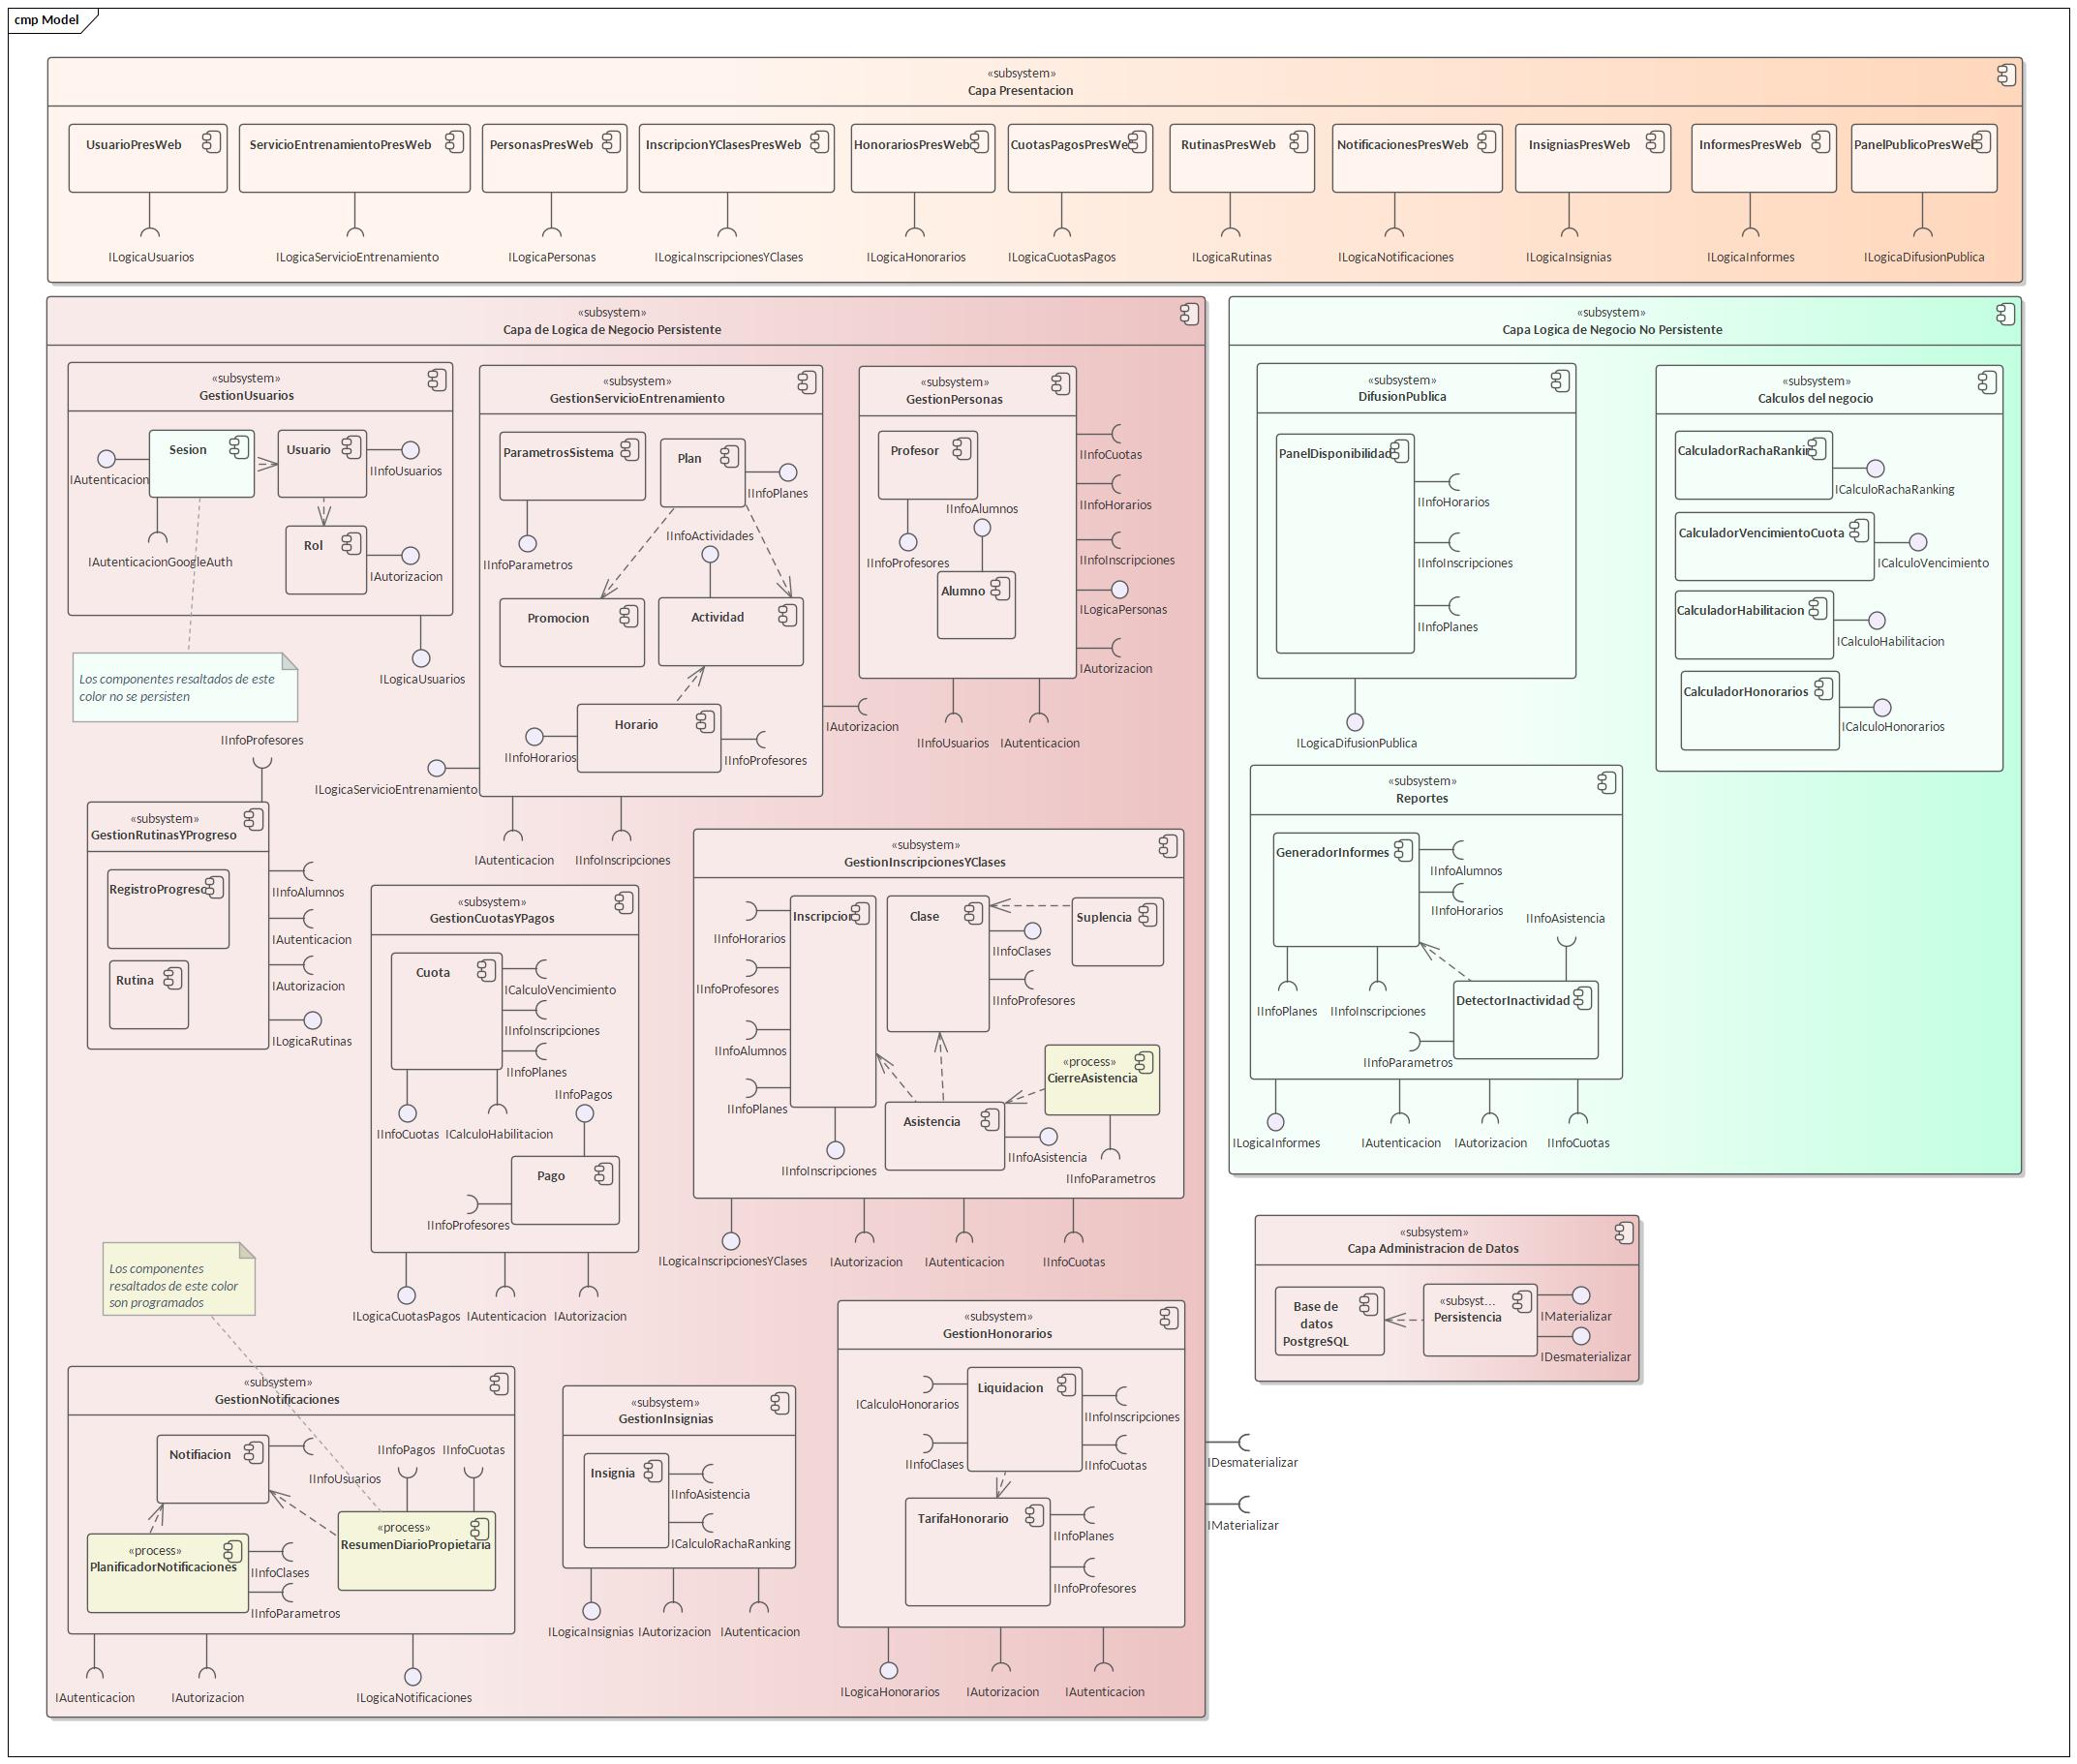 cmp Model
«subsystem»
Capa Presentacion
UsuarioPresWeb
ServicioEntrenamientoPresWeb
PersonasPresWeb
InscripcionYClasesPresWeb
HonorariosPresWeb
CuotasPagosPresWe
RutinasPresWeb
NotificacionesPresWeb
InsigniasPresWeb
InformesPresWeb
PanelPublicoPresWe
ILogicaUsuarios
ILogicaServicioEntrenamiento
ILogicaPersonas
ILogicaInscripcionesYClases
ILogicaHonorarios
ILogicaCuotasPagos
ILogicaRutinas
ILogicaNotificaciones
ILogicaInsignias
ILogicaInformes
ILogicaDifusionPublica
«subsystem»
Capa de Logica de Negocio Persistente
«subsystem»
GestionUsuarios
Sesion
Usuario
IAutenticacion
IInfoUsuarios
IAutenticacionGoogleAuth
Rol
IAutorizacion
ILogicaUsuarios
Los componentes resaltados de este
color no se persisten
«subsystem»
GestionServicioEntrenamiento
ParametrosSistema
Plan
IInfoPlanes
IInfoActividades
IInfoParametros
Promocion
Actividad
Horario
IInfoHorarios
IInfoProfesores
IAutorizacion
ILogicaServicioEntrenamiento
IAutenticacion
IInfoInscripciones
«subsystem»
GestionPersonas
Profesor
IInfoAlumnos
IInfoProfesores
Alumno
IInfoCuotas
IInfoHorarios
IInfoInscripciones
ILogicaPersonas
IAutorizacion
IInfoUsuarios
IAutenticacion
IInfoProfesores
«subsystem»
GestionRutinasYProgreso
RegistroProgreso
Rutina
IInfoAlumnos
IAutenticacion
IAutorizacion
ILogicaRutinas
«subsystem»
GestionCuotasYPagos
Cuota
ICalculoVencimiento
IInfoInscripciones
IInfoPlanes
IInfoPagos
IInfoCuotas
ICalculoHabilitacion
Pago
IInfoProfesores
ILogicaCuotasPagos
IAutenticacion
IAutorizacion
«subsystem»
GestionInscripcionesYClases
Inscripcion
Clase
Suplencia
IInfoHorarios
IInfoClases
IInfoProfesores
IInfoProfesores
IInfoAlumnos
IInfoPlanes
«process»
CierreAsistencia
Asistencia
IInfoAsistencia
IInfoInscripciones
IInfoParametros
ILogicaInscripcionesYClases
IAutorizacion
IAutenticacion
IInfoCuotas
Los componentes
resaltados de este color
son programados
«subsystem»
GestionNotificaciones
Notifiacion
IInfoPagos
IInfoCuotas
IInfoUsuarios
«process»
ResumenDiarioPropietaria
«process»
PlanificadorNotificaciones
IInfoClases
IInfoParametros
IAutenticacion
IAutorizacion
ILogicaNotificaciones
«subsystem»
GestionInsignias
Insignia
IInfoAsistencia
ICalculoRachaRanking
ILogicaInsignias
IAutorizacion
IAutenticacion
«subsystem»
GestionHonorarios
Liquidacion
ICalculoHonorarios
IInfoInscripciones
IInfoClases
IInfoCuotas
TarifaHonorario
IInfoPlanes
IInfoProfesores
ILogicaHonorarios
IAutorizacion
IAutenticacion
IDesmaterializar
IMaterializar
«subsystem»
Capa Logica de Negocio No Persistente
«subsystem»
DifusionPublica
PanelDisponibilidad
IInfoHorarios
IInfoInscripciones
IInfoPlanes
ILogicaDifusionPublica
«subsystem»
Calculos del negocio
CalculadorRachaRankin
ICalculoRachaRanking
CalculadorVencimientoCuota
ICalculoVencimiento
CalculadorHabilitacion
ICalculoHabilitacion
CalculadorHonorarios
ICalculoHonorarios
«subsystem»
Reportes
GeneradorInformes
IInfoAlumnos
IInfoHorarios
IInfoAsistencia
IInfoPlanes
IInfoInscripciones
DetectorInactividad
IInfoParametros
ILogicaInformes
IAutenticacion
IAutorizacion
IInfoCuotas
«subsystem»
Capa Administracion de Datos
Base de
datos
PostgreSQL
«subsyst...
Persistencia
IMaterializar
IDesmaterializar